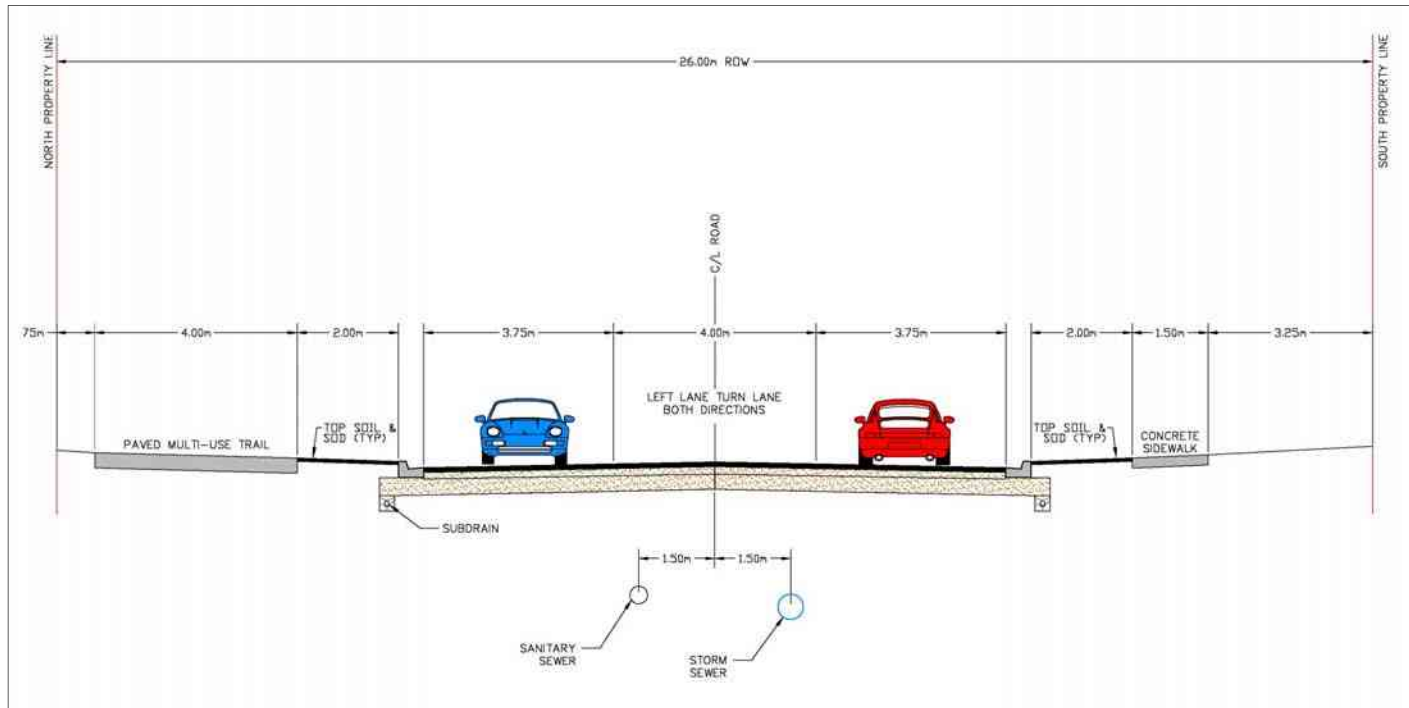 26.00m ROW
NORTH PROPERTY LINE
SOUTH PROPERTY LINE
C/L ROAD
75m
4.00m
2.00m
3.75m
4.00m
3.75m
2.00m
1.50m
3.25m
LEFT LANE TURN LANE
BOTH DIRECTIONS
PAVED MULTI-USE TRAIL
TOP SOIL &
SOD (TYP)
TOP SOIL &
SOD (TYP)
CONCRETE
SIDEWALK
SUBDRAIN
1.50m
1.50m
SANITARY
SEWER
STORM
SEWER